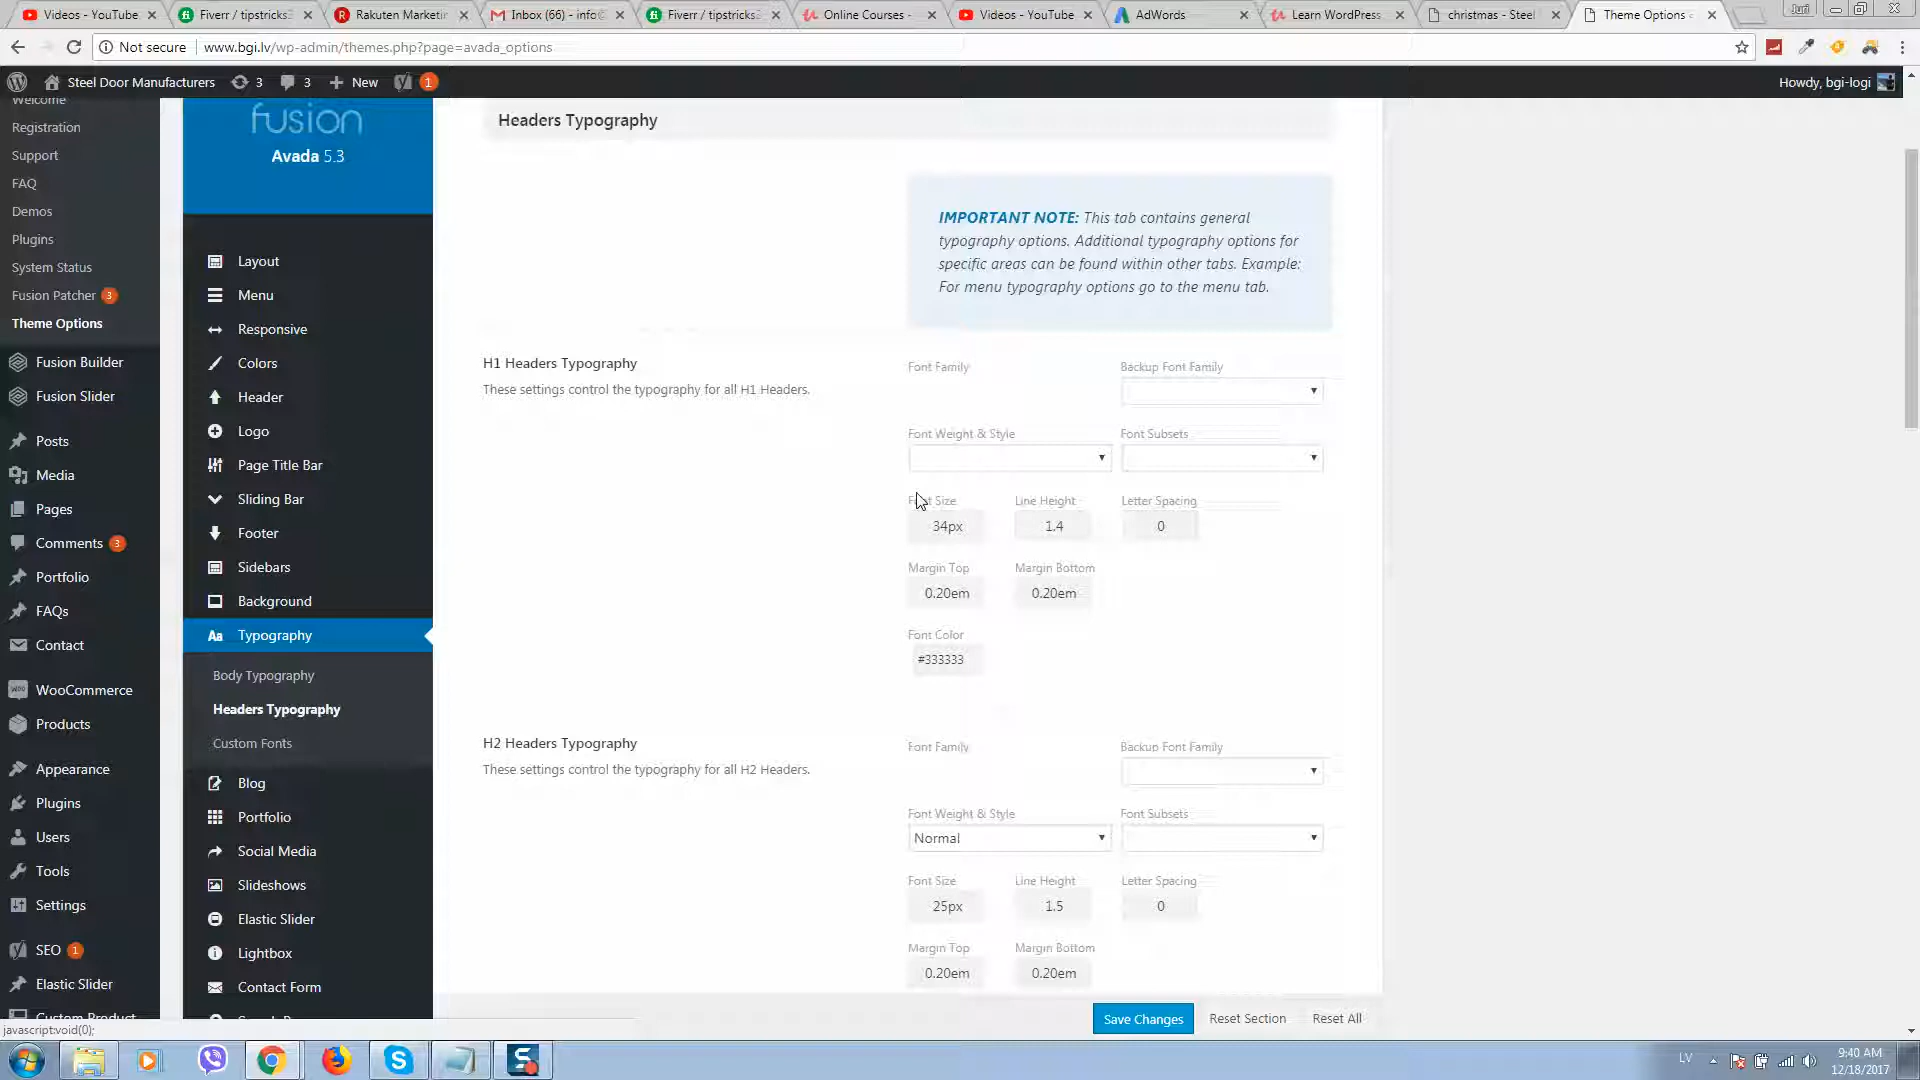 Videos - YouTube
Fiverr / tipstricks
Rakuten Marketin
Inbox (66) - info
Fiverr / tipstricks
Online Courses -
Videos - YouTube
AdWords
Learn WordPress
christmas - Steel
Theme Options
Juri
Not secure www.bgi.lv/wp-admin/themes.php?page=avada_options
Steel Door Manufacturers 3 3 New 1 Howdy, bgi-logi
Welcome
Registration
Support
FAQ
Demos
Plugins
System Status
Fusion Patcher 3
Theme Options
Fusion Builder
Fusion Slider
Posts
Media
Pages
Comments 3
Portfolio
FAQs
Contact
WooCommerce
Products
Appearance
Plugins
Users
Tools
Settings
SEO 1
Elastic Slider
Custom Product
javascript:void(0);
fusion
Avada 5.3
Layout
Menu
Responsive
Colors
Header
Logo
Page Title Bar
Sliding Bar
Footer
Sidebars
Background
Aa Typography
Body Typography
Headers Typography
Custom Fonts
Blog
Portfolio
Social Media
Slideshows
Elastic Slider
Lightbox
Contact Form
Headers Typography
IMPORTANT NOTE: This tab contains general
typography options. Additional typography options for
specific areas can be found within other tabs. Example:
For menu typography options go to the menu tab.
H1 Headers Typography
These settings control the typography for all H1 Headers.
Font Family Backup Font Family
Font Weight & Style Font Subsets
Font Size Line Height Letter Spacing
34px 1.4 0
Margin Top Margin Bottom
0.20em 0.20em
Font Color
#333333
H2 Headers Typography
These settings control the typography for all H2 Headers.
Font Family Backup Font Family
Font Weight & Style Font Subsets
Normal
Font Size Line Height Letter Spacing
25px 1.5 0
Margin Top Margin Bottom
0.20em 0.20em
Save Changes Reset Section Reset All
LV
9:40 AM
12/18/2017